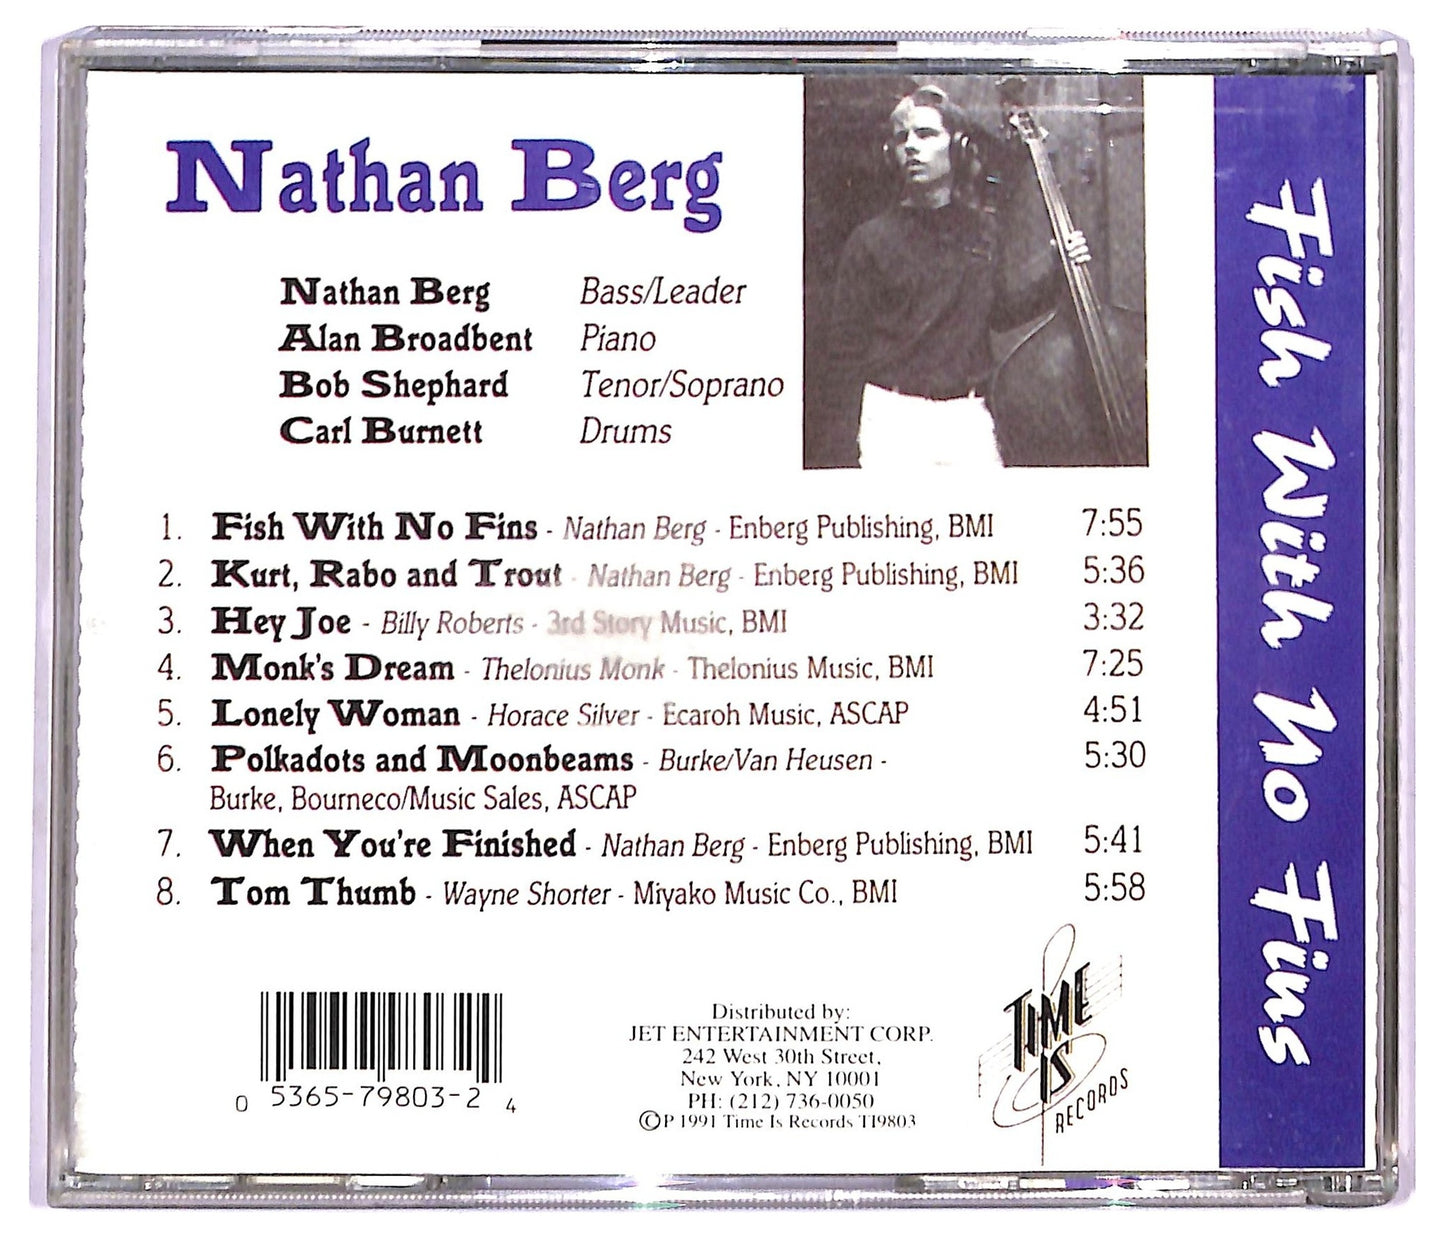 Nathan Berg
Nathan Berg Bass/Leader
Alan Broadbent Piano
Bob Shephard Tenor/Soprano
Carl Burnett Drums
1. Fish With No Fins - Nathan Berg - Enberg Publishing, BMI 7:55
2. Kurt, Rabo and Trout - Nathan Berg - Enberg Publishing, BMI 5:36
3. Hey Joe - Billy Roberts - 3rd Story Music, BMI 3:32
4. Monk's Dream - Thelonius Monk - Thelonius Music, BMI 7:25
5. Lonely Woman - Horace Silver - Ecaroh Music, ASCAP 4:51
6. Polkadots and Moonbeams - Burke/Van Heusen - 5:30
Burke, Bourneco/Music Sales, ASCAP
7. When You're Finished - Nathan Berg - Enberg Publishing, BMI 5:41
8. Tom Thumb - Wayne Shorter - Miyako Music Co., BMI 5:58
0 5365-79803-2 4
Distributed by:
JET ENTERTAINMENT CORP.
242 West 30th Street,
New York, NY 10001
PH: (212) 736-0050
©P 1991 Time Is Records TI9803
TIME
IS
RECORDS
Fish With No Fins